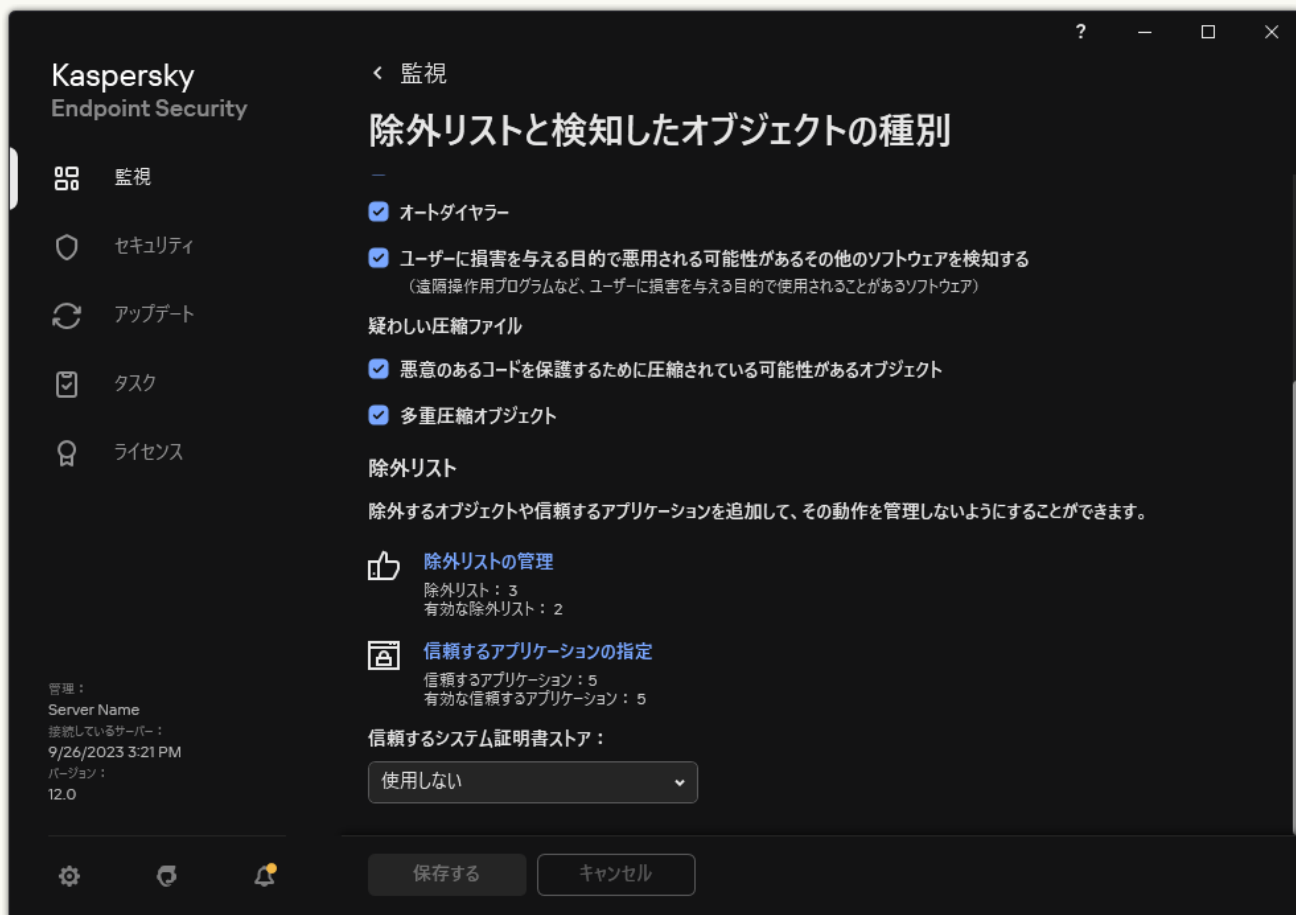 Kaspersky
Endpoint Security
監視
セキュリティ
アップデート
タスク
ライセンス
管理：
Server Name
接続しているサーバー：
9/26/2023 3:21 PM
バージョン：
12.0
?
監視
除外リストと検知したオブジェクトの種別
オートダイヤラー
ユーザーに損害を与える目的で悪用される可能性があるその他のソフトウェアを検知する
（遠隔操作用プログラムなど、ユーザーに損害を与える目的で使用されることがあるソフトウェア）
疑わしい圧縮ファイル
悪意のあるコードを保護するために圧縮されている可能性があるオブジェクト
多重圧縮オブジェクト
除外リスト
除外するオブジェクトや信頼するアプリケーションを追加して、その動作を管理しないようにすることができます。
除外リストの管理
除外リスト： 3
有効な除外リスト： 2
信頼するアプリケーションの指定
信頼するアプリケーション：5
有効な信頼するアプリケーション： 5
信頼するシステム証明書ストア：
使用しない
保存する
キャンセル